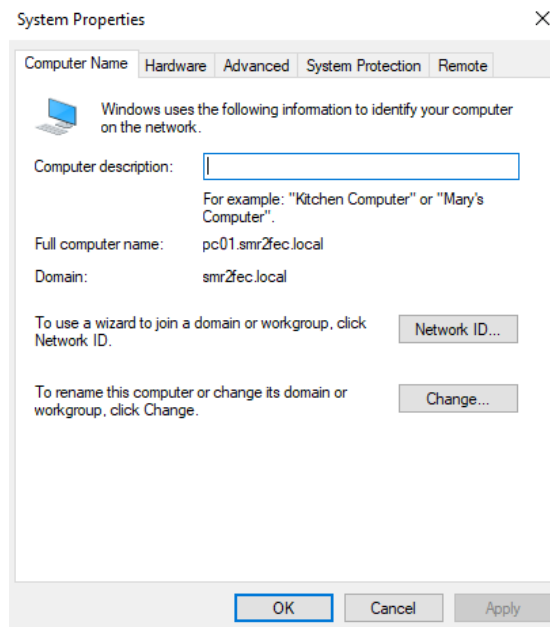 System Properties
Computer Name Hardware Advanced System Protection Remote
Windows uses the following information to identify your computer
on the network.
Computer description:
For example: "Kitchen Computer" or "Mary's
Computer".
Full computer name: pc01.smr2fec.local
Domain: smr2fec.local
To use a wizard to join a domain or workgroup, click
Network ID.
Network ID...
To rename this computer or change its domain or
workgroup, click Change.
Change...
OK Cancel Apply